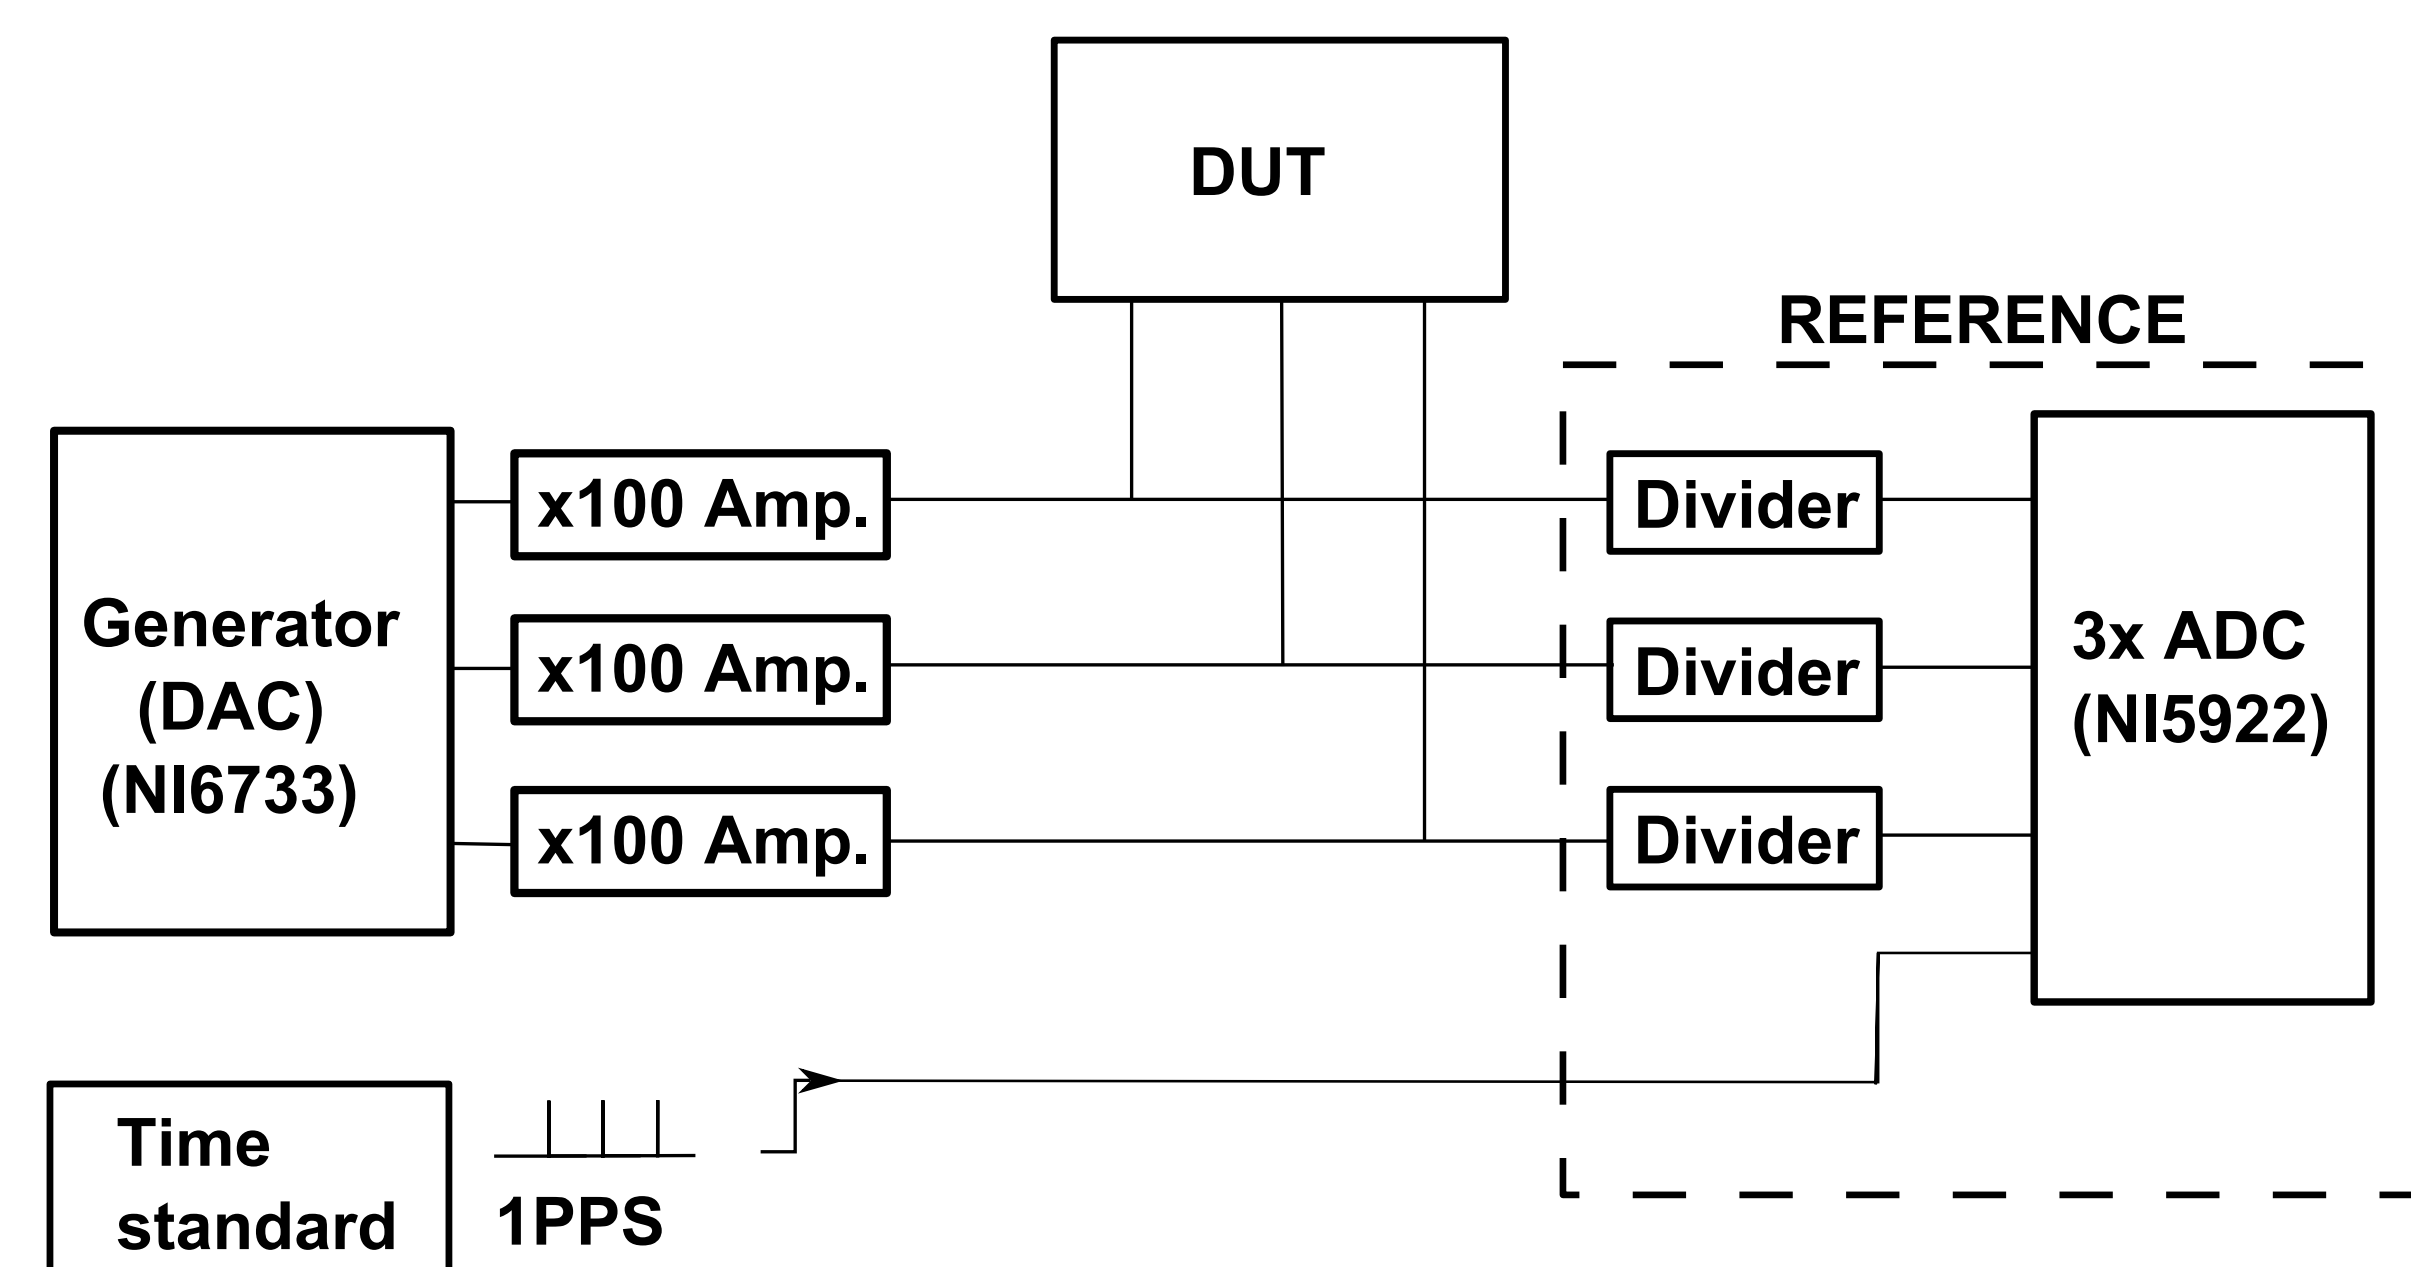 DUT
REFERENCE
x100 Amp.
Divider
Generator
(DAC)
(NI6733)
x100 Amp.
Divider
3x ADC
(NI5922)
x100 Amp.
Divider
Time
standard
1PPS